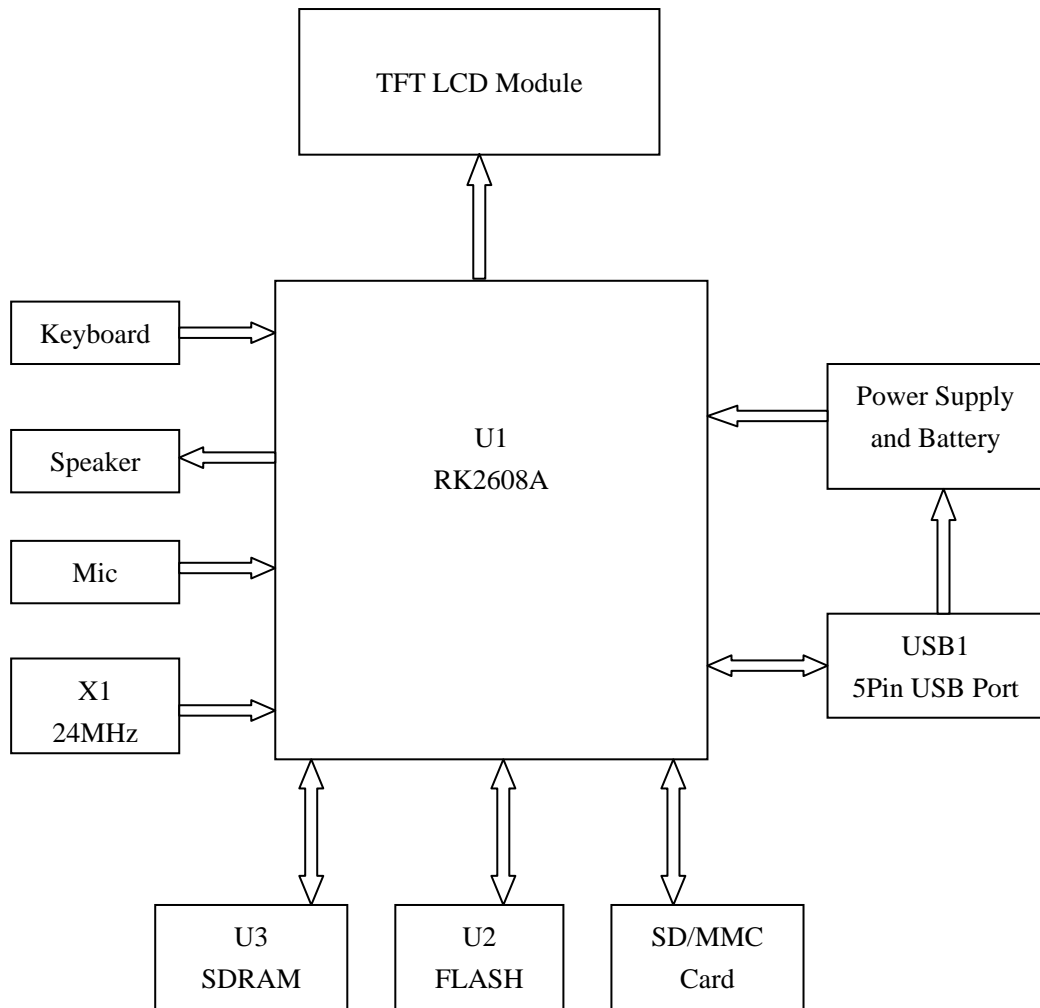 TFT LCD Module
Keyboard
Speaker
Mic
X1
24MHz
U1
RK2608A
Power Supply
and Battery
USB1
5Pin USB Port
U3
SDRAM
U2
FLASH
SD/MMC
Card